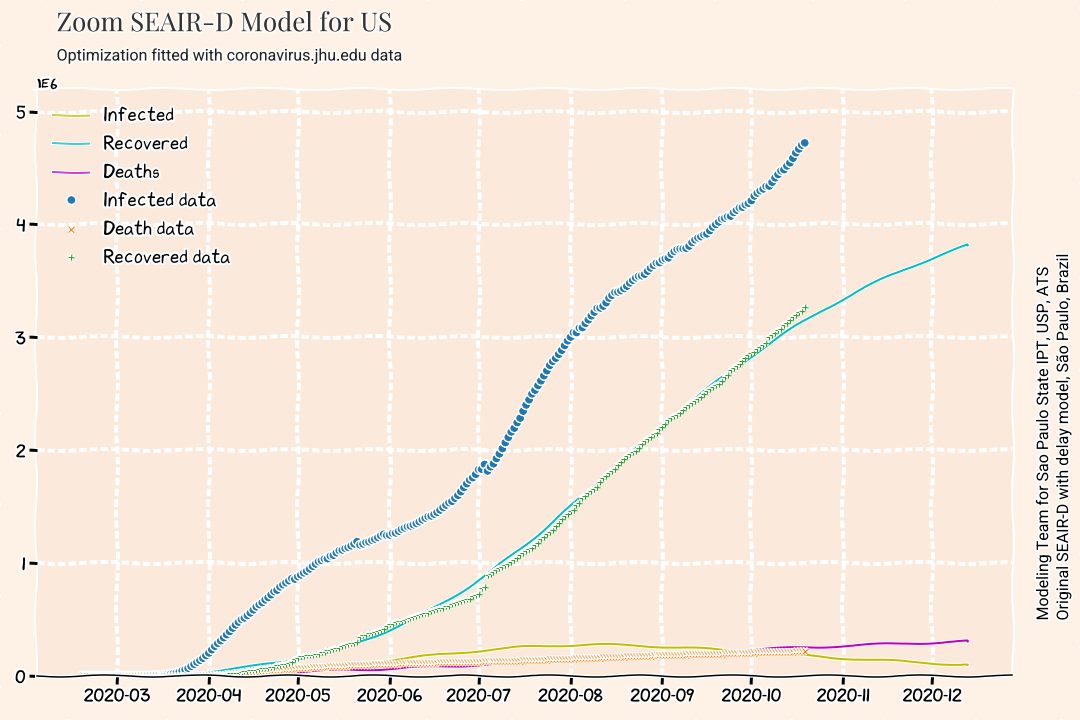 Zoom SEAIR-D Model for US
Optimization fitted with coronavirus.jhu.edu data
1E6
5
4
3
2
1
0
Infected
Recovered
Deaths
Infected data
Death data
Recovered data
2020-03 2020-04 2020-05 2020-06 2020-07 2020-08 2020-09 2020-10 2020-11 2020-12
Modeling Team for Sao Paulo State IPT, USP, ATS
Original SEAIR-D with delay model, São Paulo, Brazil